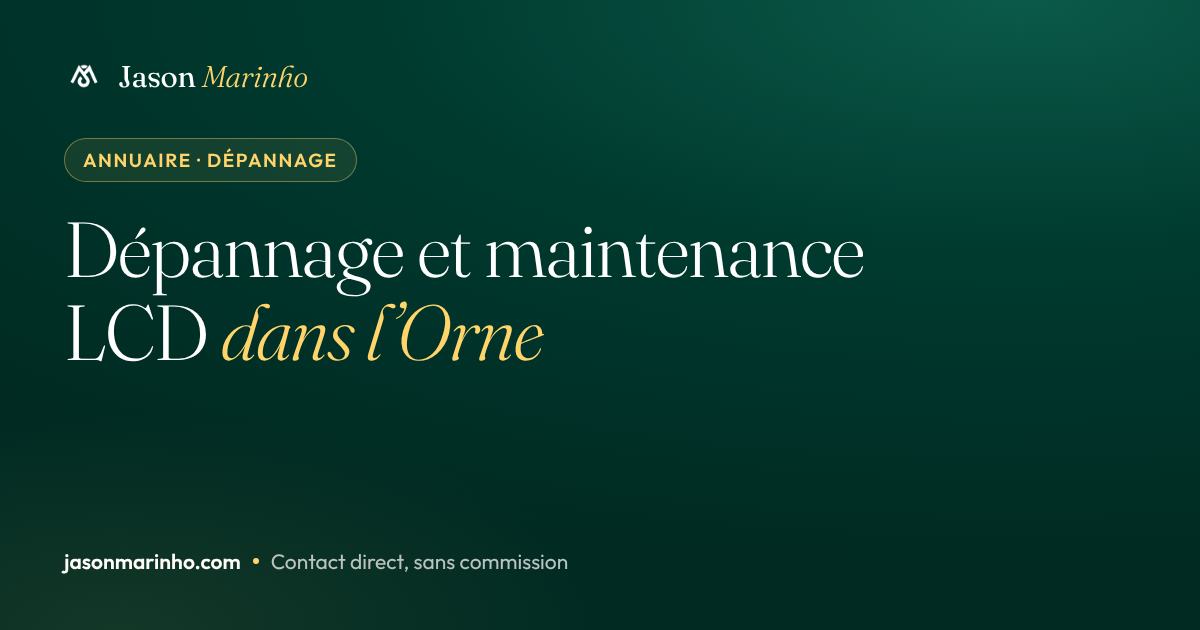 Jason Marinho
ANNUAIRE · DÉPANNAGE
Dépannage et maintenance
LCD dans l’Orne
jasonmarinho.com • Contact direct, sans commission